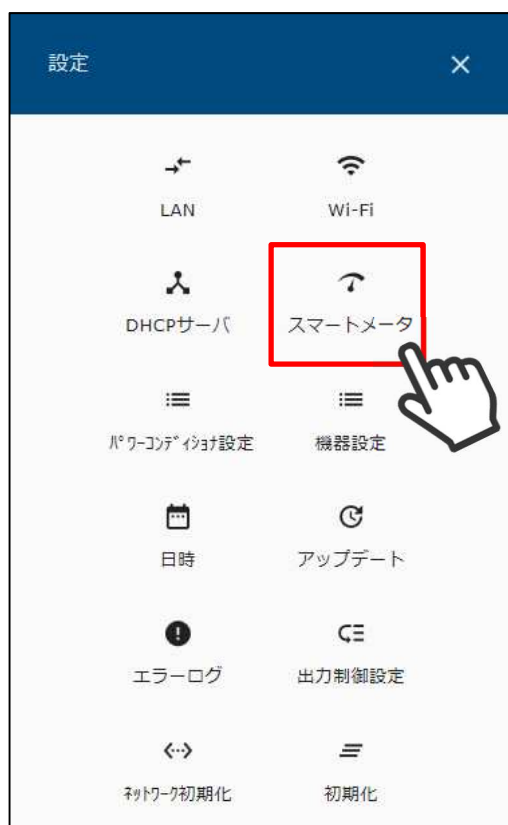 設定
LAN
Wi-Fi
DHCPサーバ
スマートメータ
ﾊﾟﾜｰｺﾝﾃﾞｨｼｮﾅ設定
機器設定
日時
アップデート
エラーログ
出力制御設定
ﾈｯﾄﾜｰｸ初期化
初期化